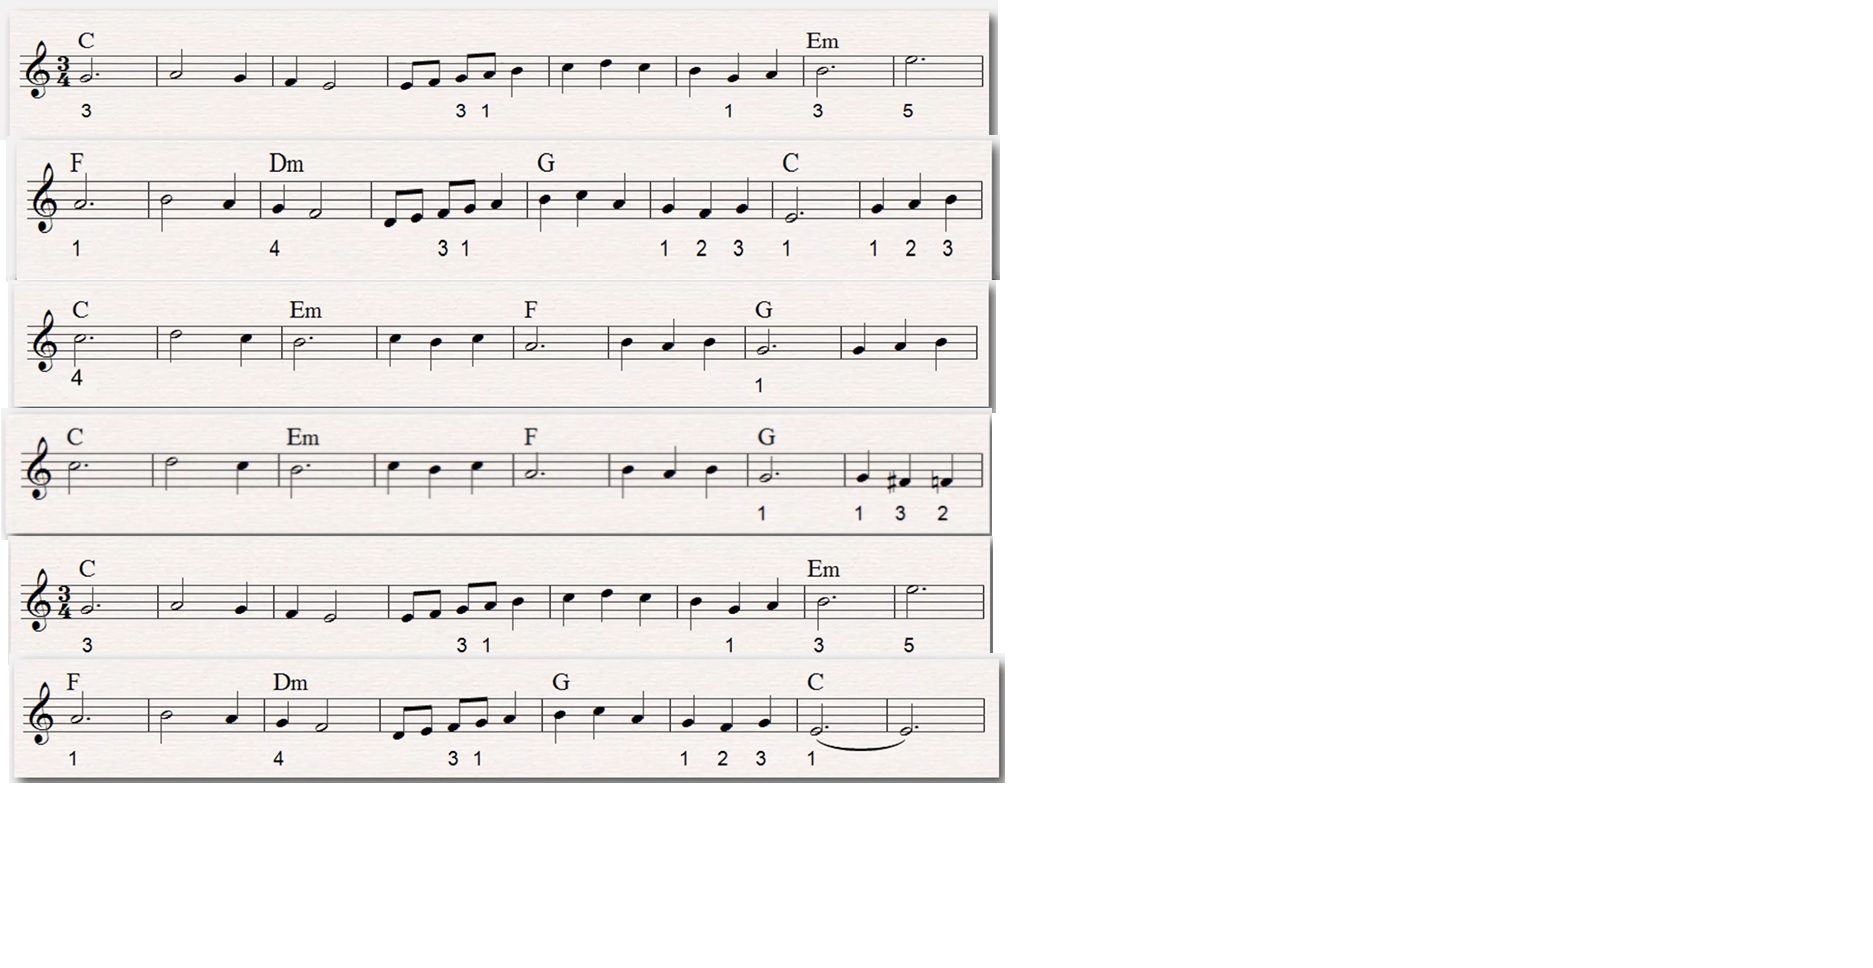 C Em
3
4
3 3 1 1 3 5
F Dm G C
1 4 3 1 1 2 3 1 1 2 3
C Em F G
4 1
C Em F G
1 1 3 2
C Em
3
4
3 3 1 1 3 5
F Dm G C
1 4 3 1 1 2 3 1